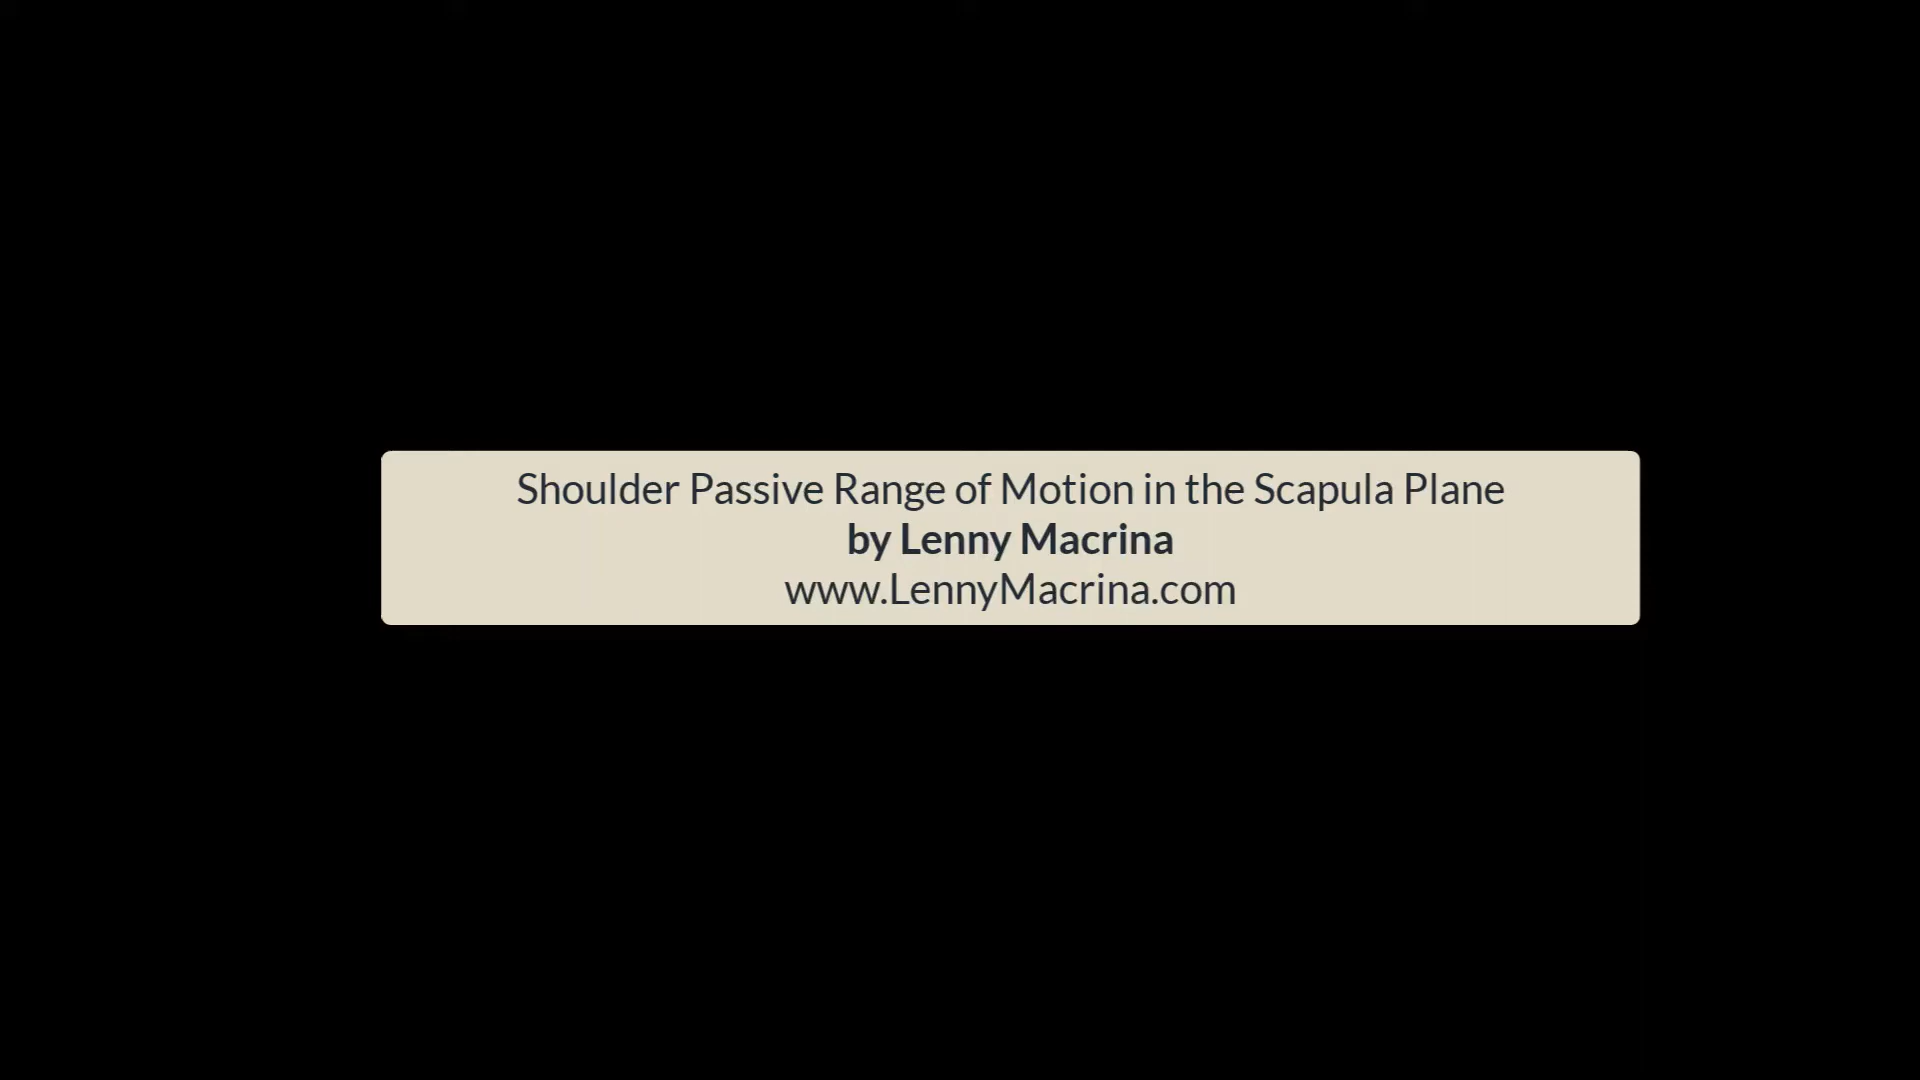 Shoulder Passive Range of Motion in the Scapula Plane
by Lenny Macrina
www.LennyMacrina.com